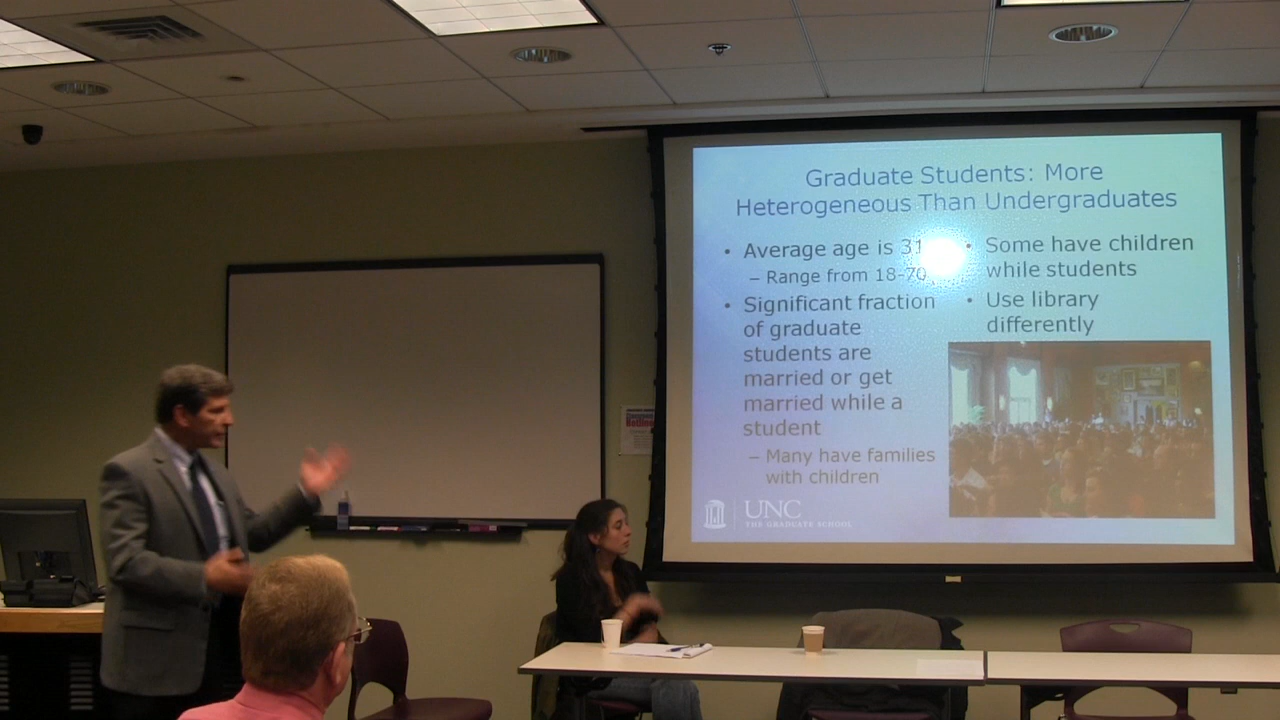 Graduate Students: More
Heterogeneous Than Undergraduates
• Average age is 31
– Range from 18-70
• Significant fraction
of graduate
students are
married or get
married while a
student
– Many have families
with children
• Some have children
while students
• Use library
differently
UNC
THE GRADUATE SCHOOL